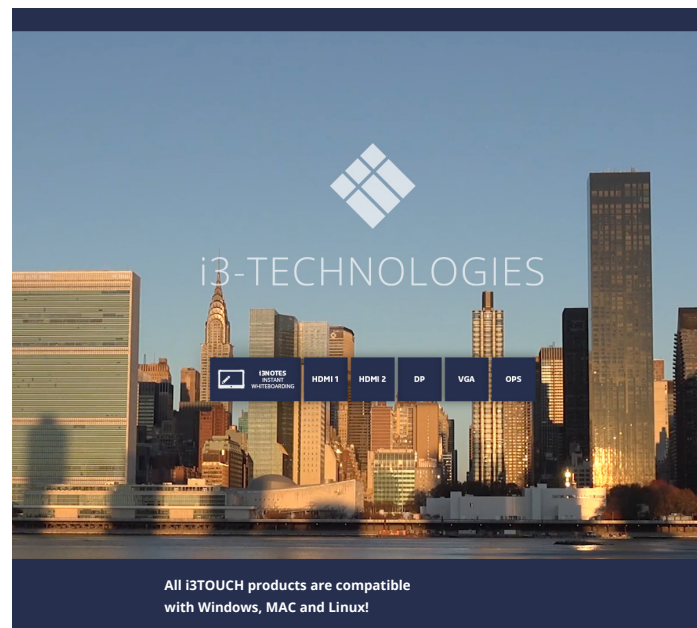 i3-TECHNOLOGIES
i3NOTES
INSTANT
WHITEBOARDING
HDMI 1
HDMI 2
DP
VGA
OPS
All i3TOUCH products are compatible
with Windows, MAC and Linux!